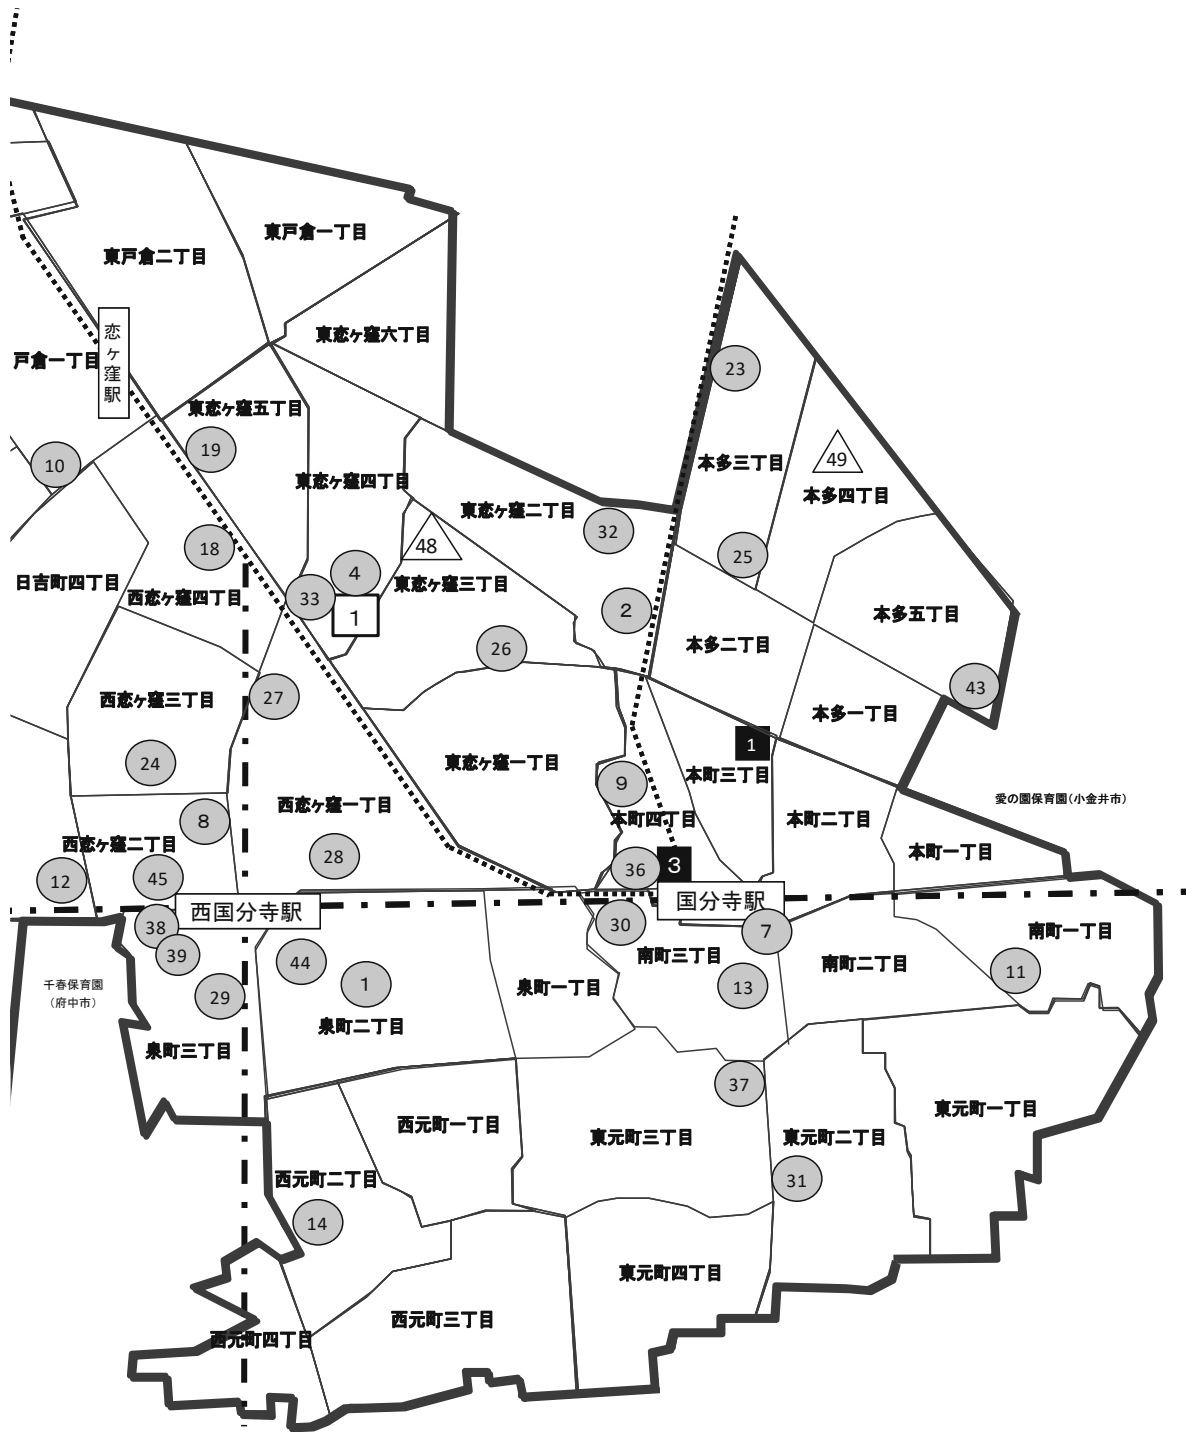 東戸倉一丁目
東戸倉二丁目
東恋ヶ窪六丁目
恋ヶ窪駅
戸倉一丁目
23
東恋ヶ窪五丁目
19
10
本多三丁目
49
東恋ヶ窪四丁目
本多四丁目
東恋ヶ窪二丁目
32
18
48
25
4
日吉町四丁目
西恋ヶ窪四丁目
33
東恋ヶ窪三丁目
1
2
本多五丁目
26
本多二丁目
27
43
西恋ヶ窪三丁目
本多一丁目
1
24
東恋ヶ窪一丁目
本町三丁目
9
西恋ヶ窪一丁目
愛の園保育園(小金井市)
8
本町四丁目
本町二丁目
西恋ヶ窪二丁目
28
本町一丁目
12
45
36
3
西国分寺駅
国分寺駅
38
30
7
39
南町一丁目
44
南町三丁目
南町二丁目
11
千春保育園
(府中市)
29
1
泉町一丁目
13
泉町二丁目
泉町三丁目
37
西元町一丁目
東元町三丁目
東元町二丁目
東元町一丁目
西元町二丁目
31
14
東元町四丁目
西元町三丁目
西元町四丁目